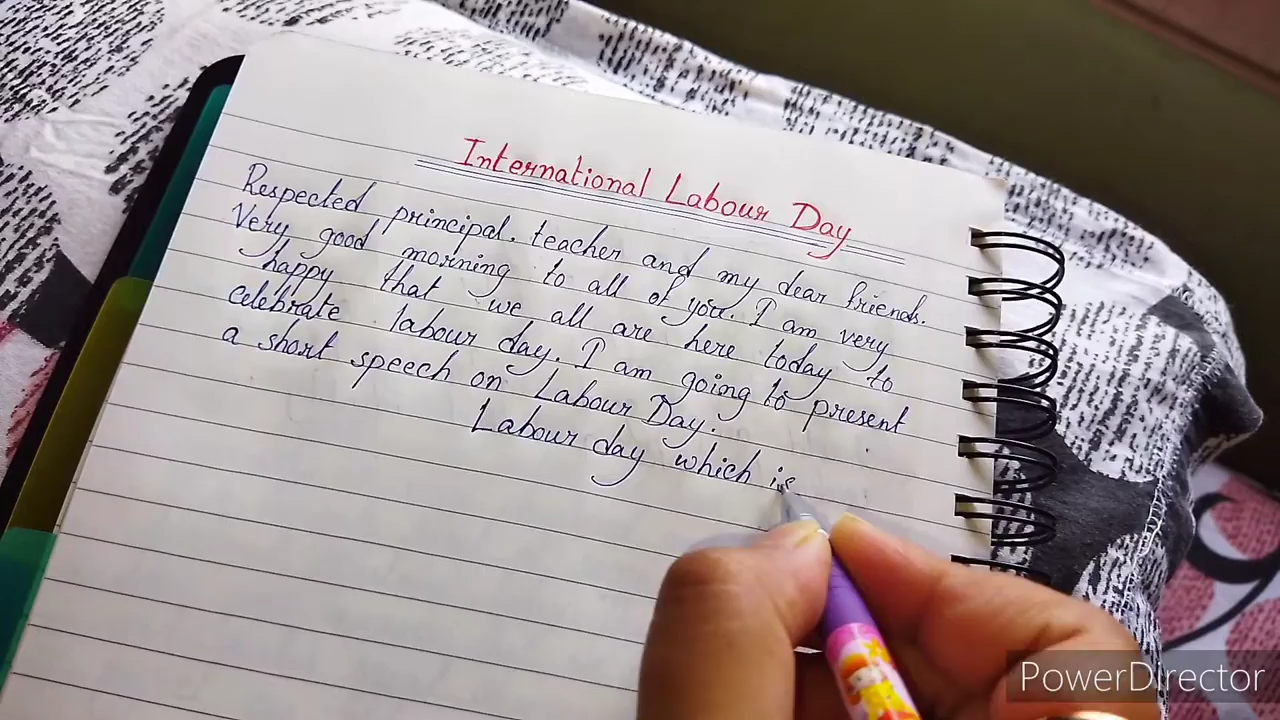 International Labour Day
Respected principal, teacher and my dear friends.
Very good morning to all of you. I am very
happy that we all are here today to
celebrate labour day. I am going to present
a short speech on Labour Day.
Labour day which is
PowerDirector